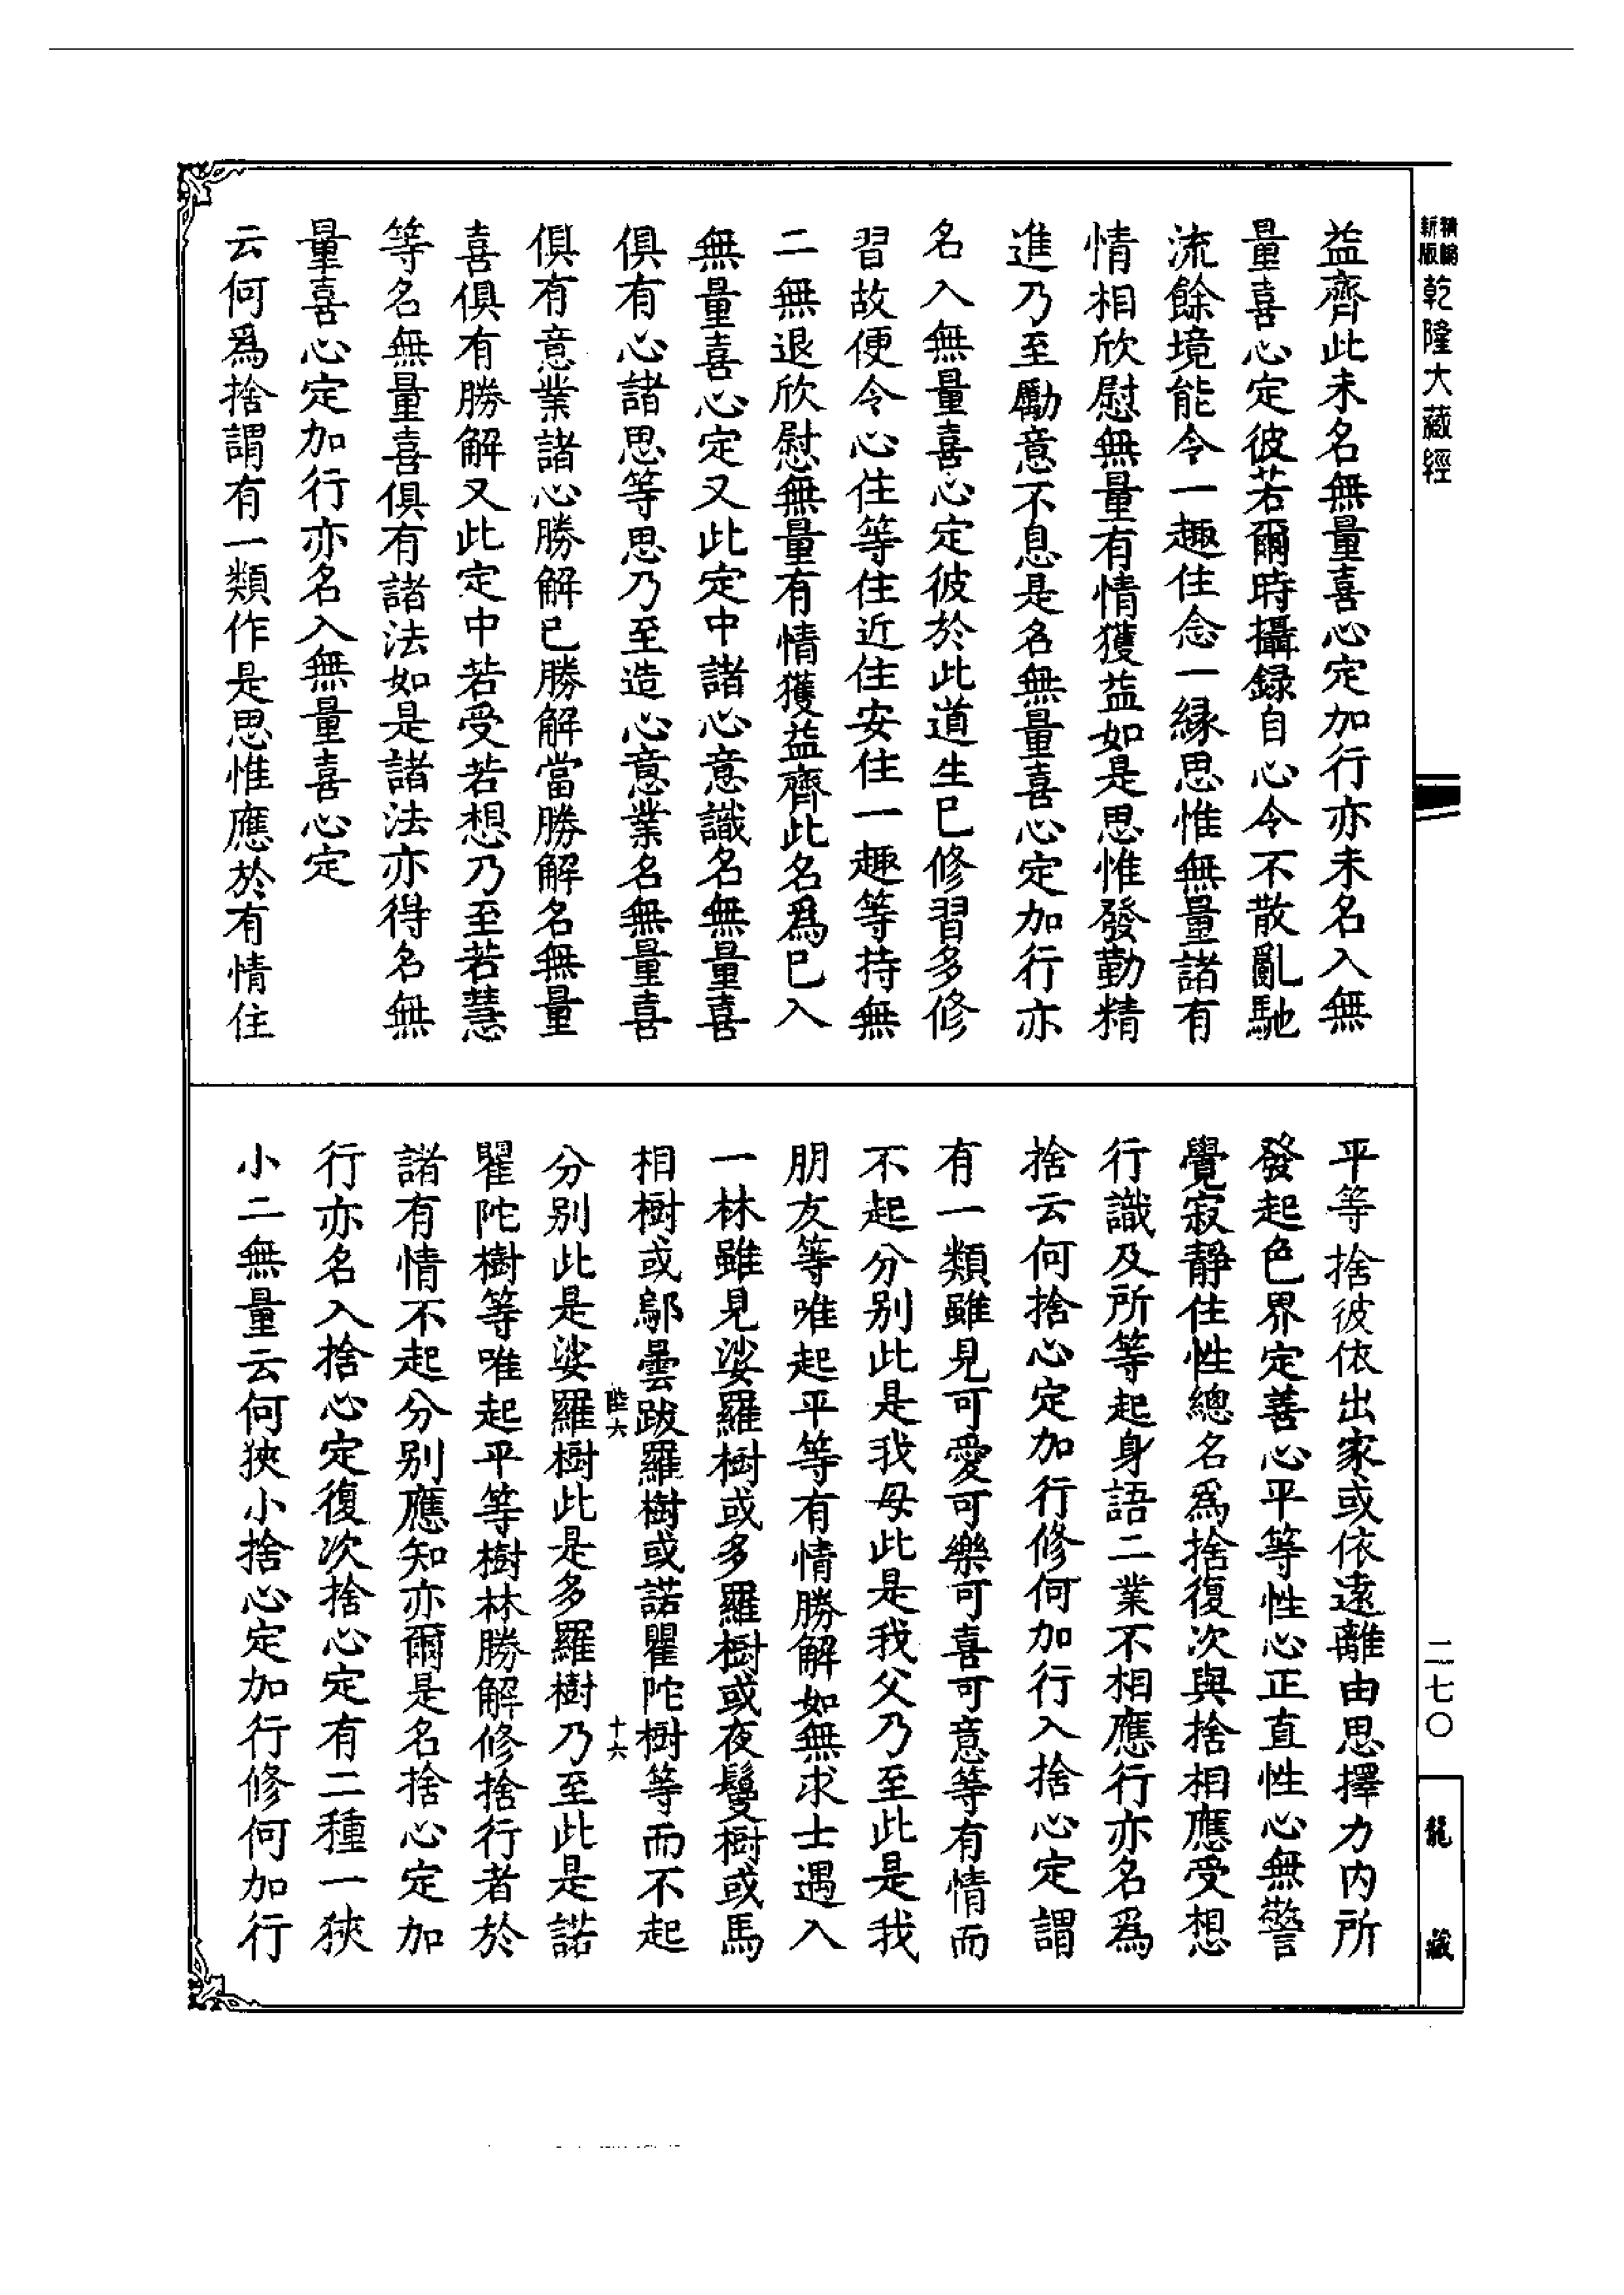 精編新版乾隆大藏經
益齊此未名無量喜心定加行亦未名入無
量喜心定彼若爾時攝録自心令不散亂馳
流餘境能令一趣住念一緣思惟無量諸有
情相欣慰無量有情獲益如是思惟發勤精
進乃至勵意不息是名無量喜心定加行亦
名入無量喜心定彼於此道生已修習多修
習故便令心住等住近住安住一趣等持無
二無退欣慰無量有情獲益齊此名爲已入
無量喜心定又此定中諸心意識名無量喜
俱有心諸思等思乃至造心意業名無量喜
俱有意業諸心勝解已勝解當勝解名無量
喜俱有勝解又此定中若受若想乃至若慧
等名無量喜俱有諸法如是諸法亦得名無
量喜心定加行亦名入無量喜心定
云何爲捨謂有一類作是思惟應於有情住
平等捨彼依出家或依遠離由思擇力内所
發起色界定善心平等性心正直性心無警
覺寂靜住性總名爲捨復次與捨相應受想
行識及所等起身語二業不相應行亦名爲
捨云何捨心定加行修何加行入捨心定謂
有一類雖見可愛可樂可喜可意等有情而
不起分别此是我母此是我父乃至此是我
朋友等唯起平等有情勝解如無求士遇入
一林雖見娑羅樹或多羅樹或夜鬘樹或馬
相樹或鄔曇跋羅樹或諾瞿陀樹等而不起
陸六
十六
分别此是娑羅樹此是多羅樹乃至此是諾
瞿陀樹等唯起平等樹林勝解修捨行者於
諸有情不起分别應知亦爾是名捨心定加
行亦名入捨心定復次捨心定有二種一狹
小二無量云何狹小捨心定加行修何加行
二七〇
龍藏